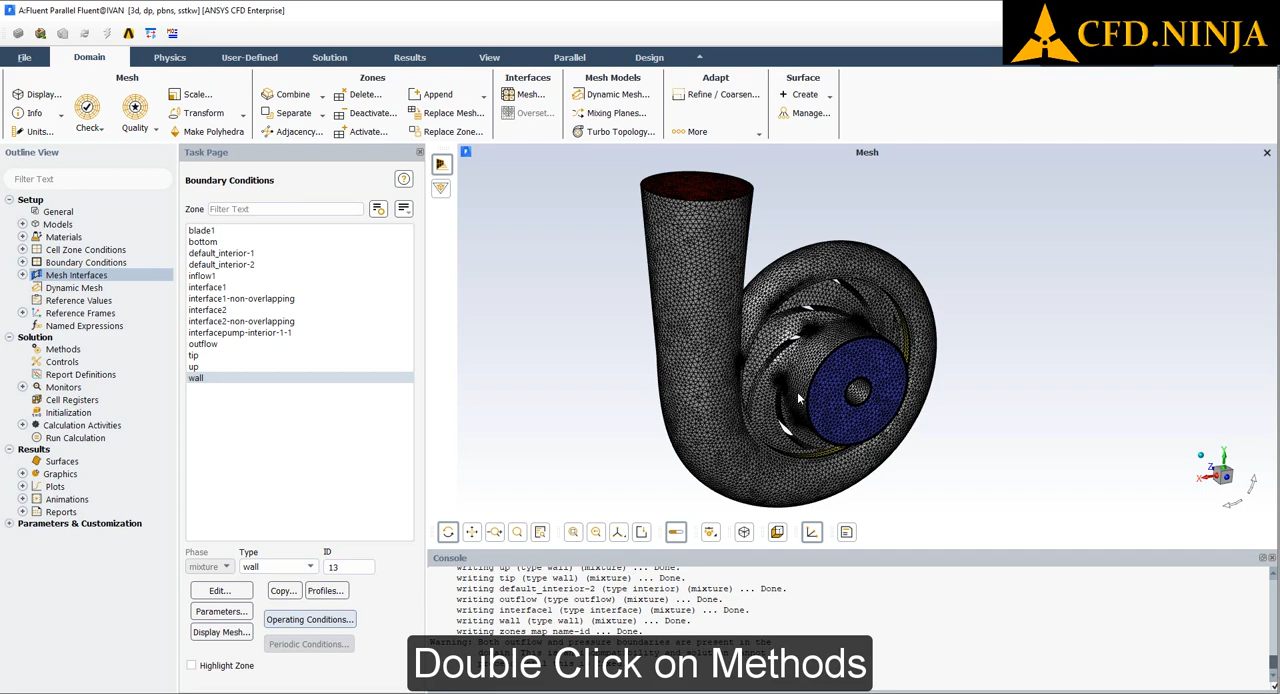 A:Fluent Parallel Fluent@IVAN [3d, dp, pbns, sstkw] [ANSYS CFD Enterprise]
CFD.NINJA
File Domain Physics User-Defined Solution Results View Parallel Design
Mesh Zones Interfaces Mesh Models Adapt Surface
Display... Scale... Combine Delete... Append Mesh... Dynamic Mesh... Refine / Coarsen... Create
Info Transform Separate Deactivate... Replace Mesh... Overset... Mixing Planes... Manage...
Units... Check Quality Make Polyhedra Adjacency... Activate... Replace Zone... Turbo Topology... More
Outline View
Filter Text
Setup
General
Models
Materials
Cell Zone Conditions
Boundary Conditions
Mesh Interfaces
Dynamic Mesh
Reference Values
Reference Frames
Named Expressions
Solution
Methods
Controls
Report Definitions
Monitors
Cell Registers
Initialization
Calculation Activities
Run Calculation
Results
Surfaces
Graphics
Plots
Animations
Reports
Parameters & Customization
Task Page
Boundary Conditions
Zone Filter Text
blade1
bottom
default_interior-1
default_interior-2
inflow1
interface1
interface1-non-overlapping
interface2
interface2-non-overlapping
interfacepump-interior-1-1
outflow
tip
up
wall
Phase Type ID
mixture wall 13
Edit... Copy... Profiles...
Parameters... Operating Conditions...
Display Mesh... Periodic Conditions...
Highlight Zone
Mesh
Y
Z
X
Console
writing up (type wall) (mixture) ... Done.
writing tip (type wall) (mixture) ... Done.
writing default_interior-2 (type interior) (mixture) ... Done.
writing outflow (type outflow) (mixture) ... Done.
writing interface1 (type interface) (mixture) ... Done.
writing wall (type wall) (mixture) ... Done.
writing zones map name-id ... Done.
Warning: Both outflow and pressure boundaries are present in the
Double Click on Methods